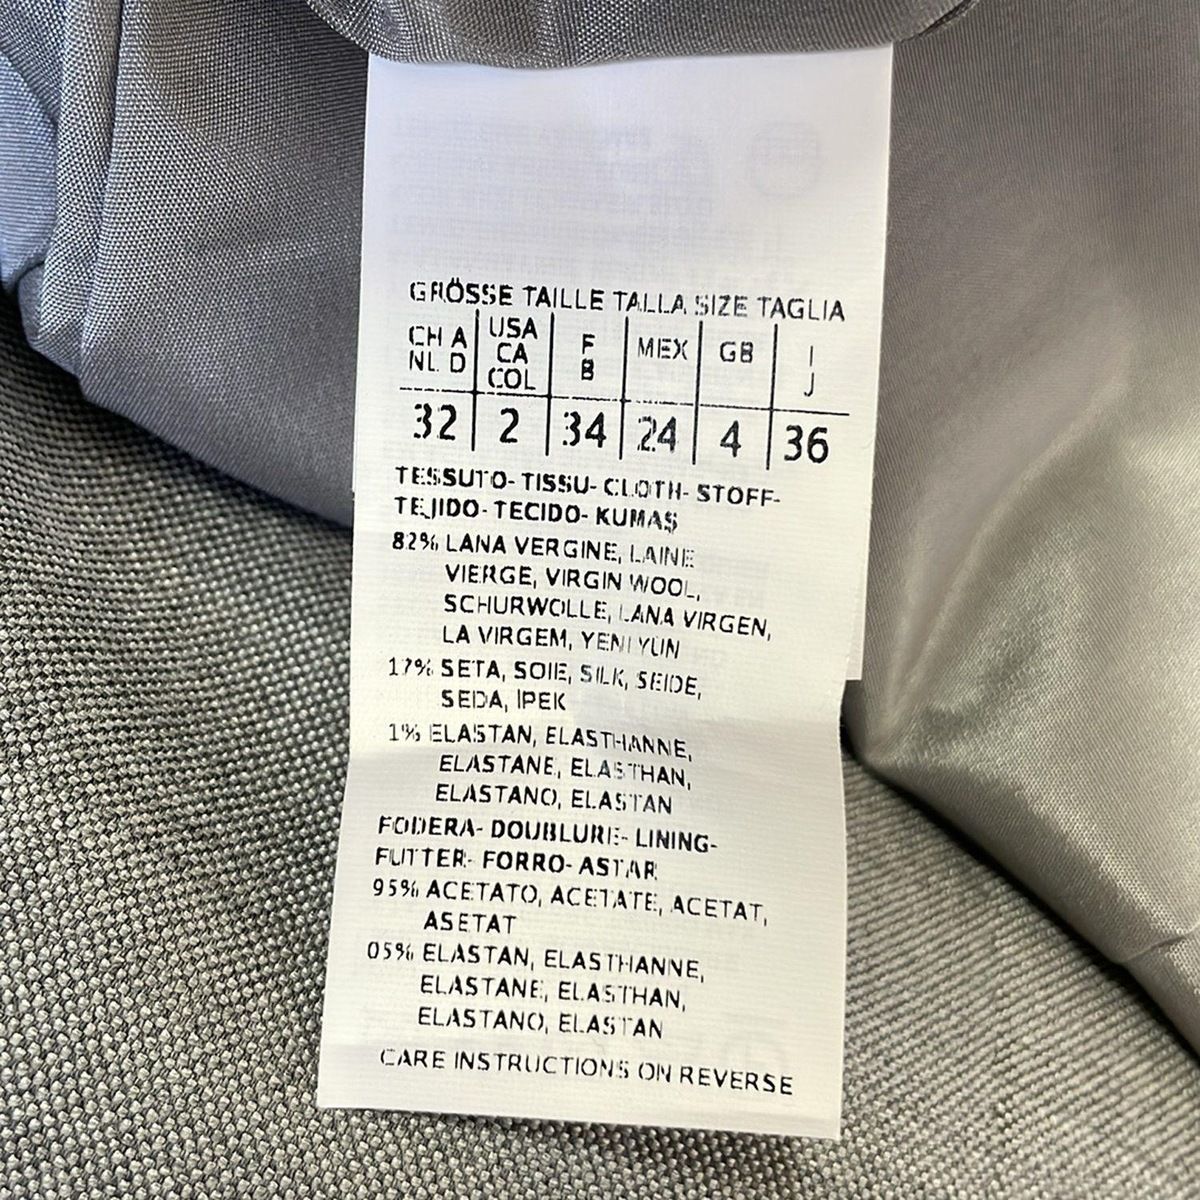 GRÖSSE TAILLE TALLA SIZE TAGLIA
CH A NL D | USA CA COL | F B | MEX | GB | I J
32 | 2 | 34 | 24 | 4 | 36
TESSUTO- TISSU- CLOTH- STOFF-
TEJIDO- TECIDO- KUMAS
82% LANA VERGINE, LAINE
VIERGE, VIRGIN WOOL,
SCHURWOLLE, LANA VIRGEN,
LA VIRGEM, YENI YUN
17% SETA, SOIE, SILK, SEIDE,
SEDA, IPEK
1% ELASTAN, ELASTHANNE,
ELASTANE, ELASTHAN,
ELASTANO, ELASTAN
FODERA- DOUBLURE- LINING-
FUTTER- FORRO- ASTAR
95% ACETATO, ACETATE, ACETAT,
ASETAT
05% ELASTAN, ELASTHANNE,
ELASTANE, ELASTHAN,
ELASTANO, ELASTAN
CARE INSTRUCTIONS ON REVERSE